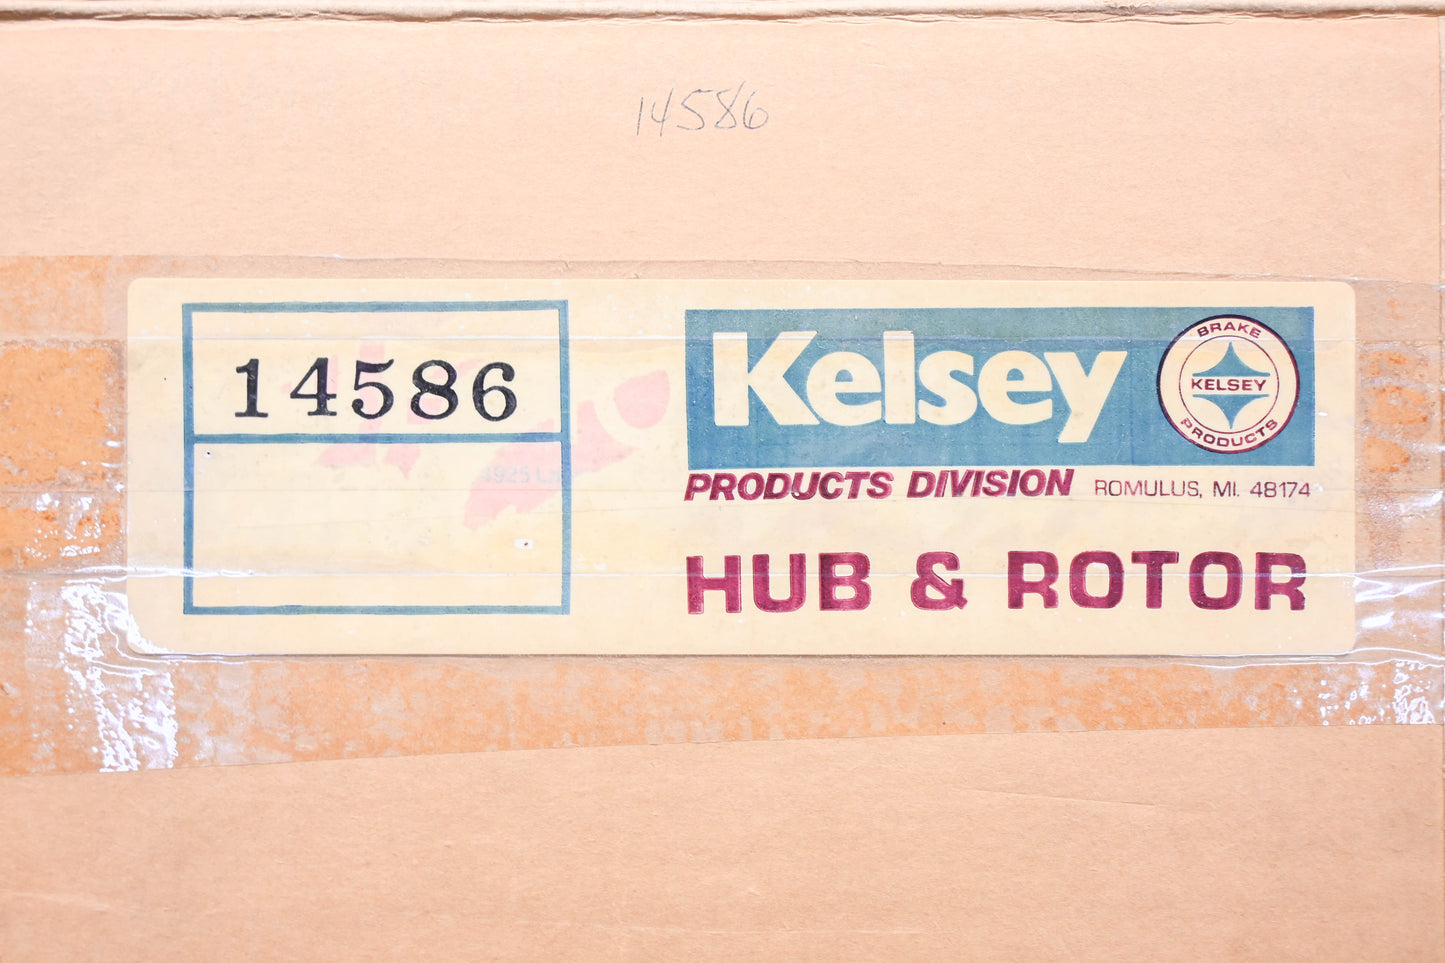 14586
14586
Kelsey
BRAKE
KELSEY
PRODUCTS
PRODUCTS DIVISION ROMULUS, MI. 48174
HUB & ROTOR